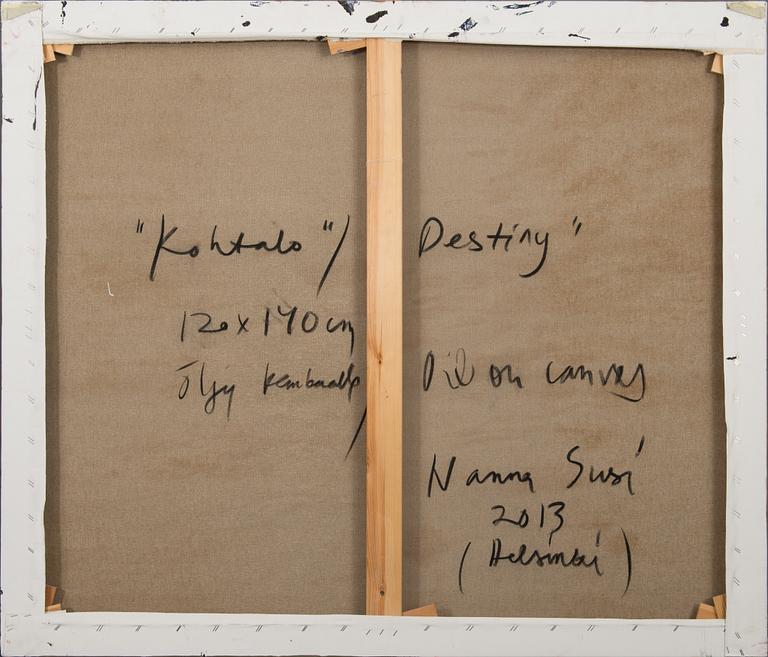 "Kohtalo" / Destiny"
120 x 140 cm
öljy kankaalle / Oil on canvas
Nanna Susi
2013
(Helsinki)